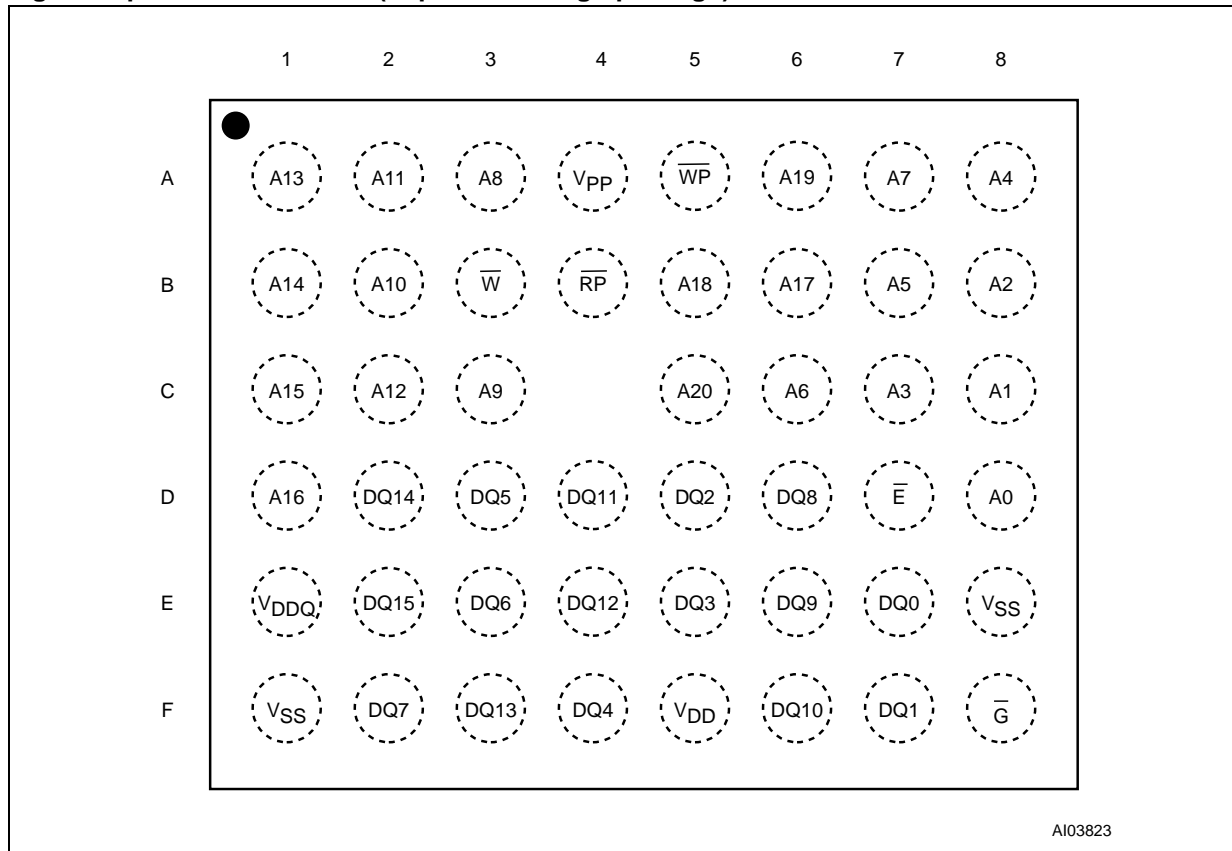 1 2 3 4 5 6 7 8
A A13 A11 A8 VPP W̅P̅ A19 A7 A4
B A14 A10 W̅ R̅P̅ A18 A17 A5 A2
C A15 A12 A9 A20 A6 A3 A1
D A16 DQ14 DQ5 DQ11 DQ2 DQ8 E̅ A0
E VDDQ DQ15 DQ6 DQ12 DQ3 DQ9 DQ0 VSS
F VSS DQ7 DQ13 DQ4 VDD DQ10 DQ1 G̅
AI03823